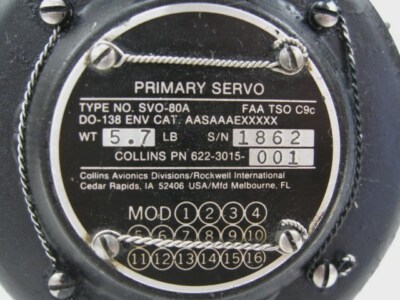 PRIMARY SERVO
TYPE NO. SVO-80A FAA TSO C9c
DO-138 ENV CAT. AASAAAEXXXXX
WT 5.7 LB S/N 1862
COLLINS PN 622-3015-001
Collins Avionics Divisions/Rockwell International
Cedar Rapids, IA 52406 USA/Mfd Melbourne, FL
MOD 1 2 3 4
5 6 7 8 9 10
11 12 13 14 15 16